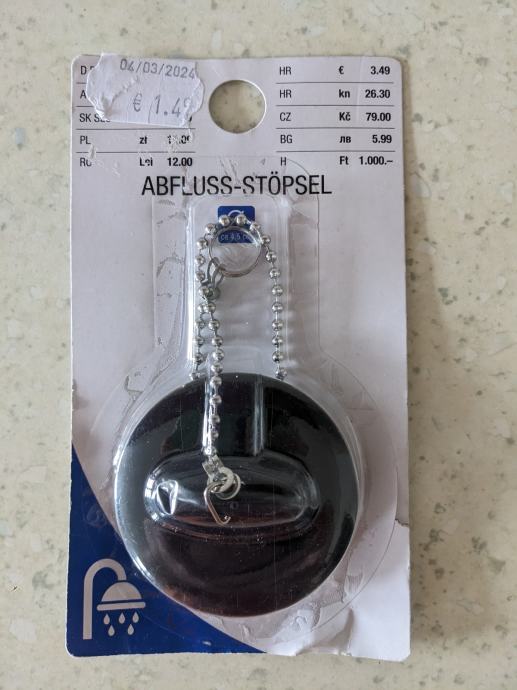 04/03/2024
€ 1.49
D
A
SK
PL zł
RO Lei 12.00
HR € 3.49
HR kn 26.30
CZ Kč 79.00
BG лв 5.99
H Ft 1.000.–
ABFLUSS-STÖPSEL